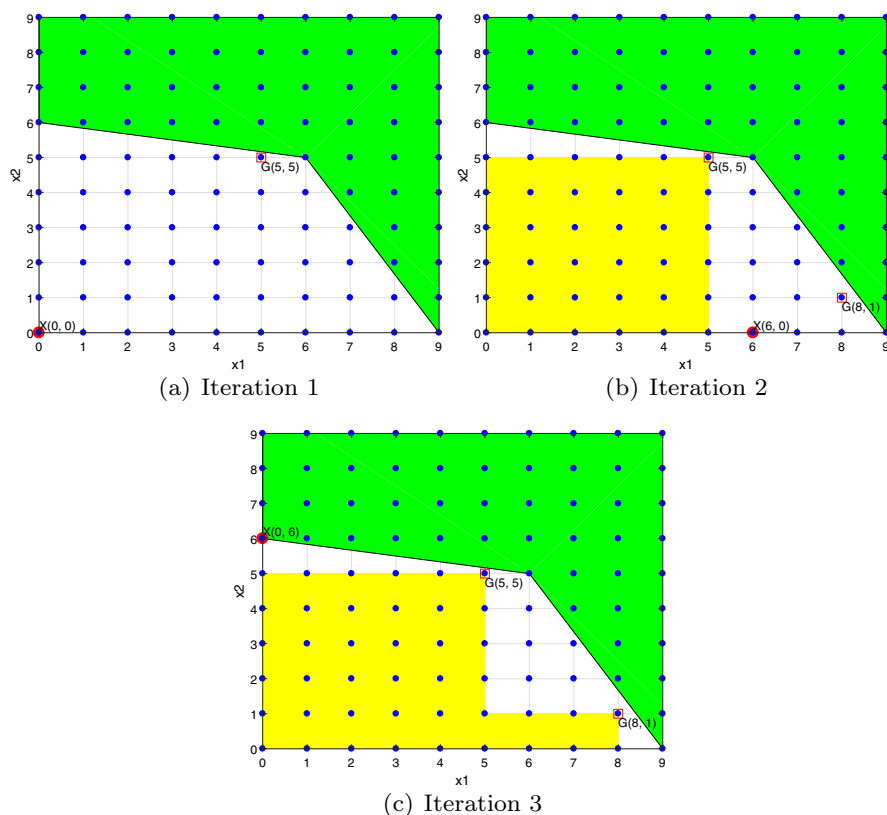 9
8
7
6
5
4
3
2
1
0
x2
G(5, 5)
X(0, 0)
0 1 2 3 4 5 6 7 8 9
x1
(a) Iteration 1
9
8
7
6
5
4
3
2
1
0
x2
G(5, 5)
G(8, 1)
X(6, 0)
0 1 2 3 4 5 6 7 8 9
x1
(b) Iteration 2
9
8
7
6
5
4
3
2
1
0
x2
X(0, 6)
G(5, 5)
G(8, 1)
0 1 2 3 4 5 6 7 8 9
x1
(c) Iteration 3